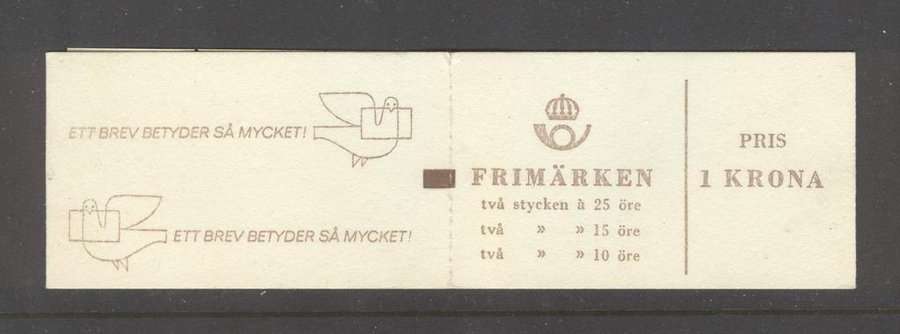 ETT BREV BETYDER SÅ MYCKET!
ETT BREV BETYDER SÅ MYCKET!
FRIMÄRKEN
två stycken à 25 öre
två » » 15 öre
två » » 10 öre
PRIS
1 KRONA